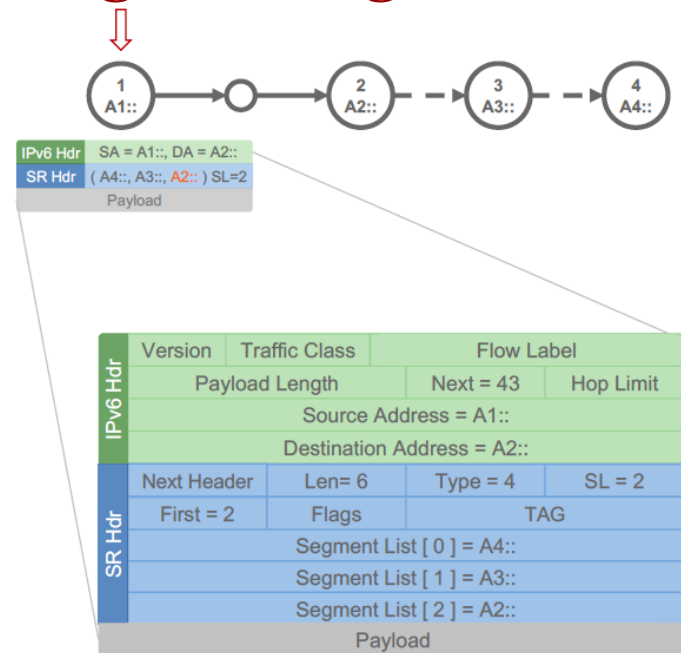 1 2 3 4
A1:: A2:: A3:: A4::
IPv6 Hdr SA = A1::, DA = A2::
SR Hdr ( A4::, A3::, A2:: ) SL=2
Payload
IPv6 Hdr
Version Traffic Class Flow Label
Payload Length Next = 43 Hop Limit
Source Address = A1::
Destination Address = A2::
SR Hdr
Next Header Len= 6 Type = 4 SL = 2
First = 2 Flags TAG
Segment List [ 0 ] = A4::
Segment List [ 1 ] = A3::
Segment List [ 2 ] = A2::
Payload